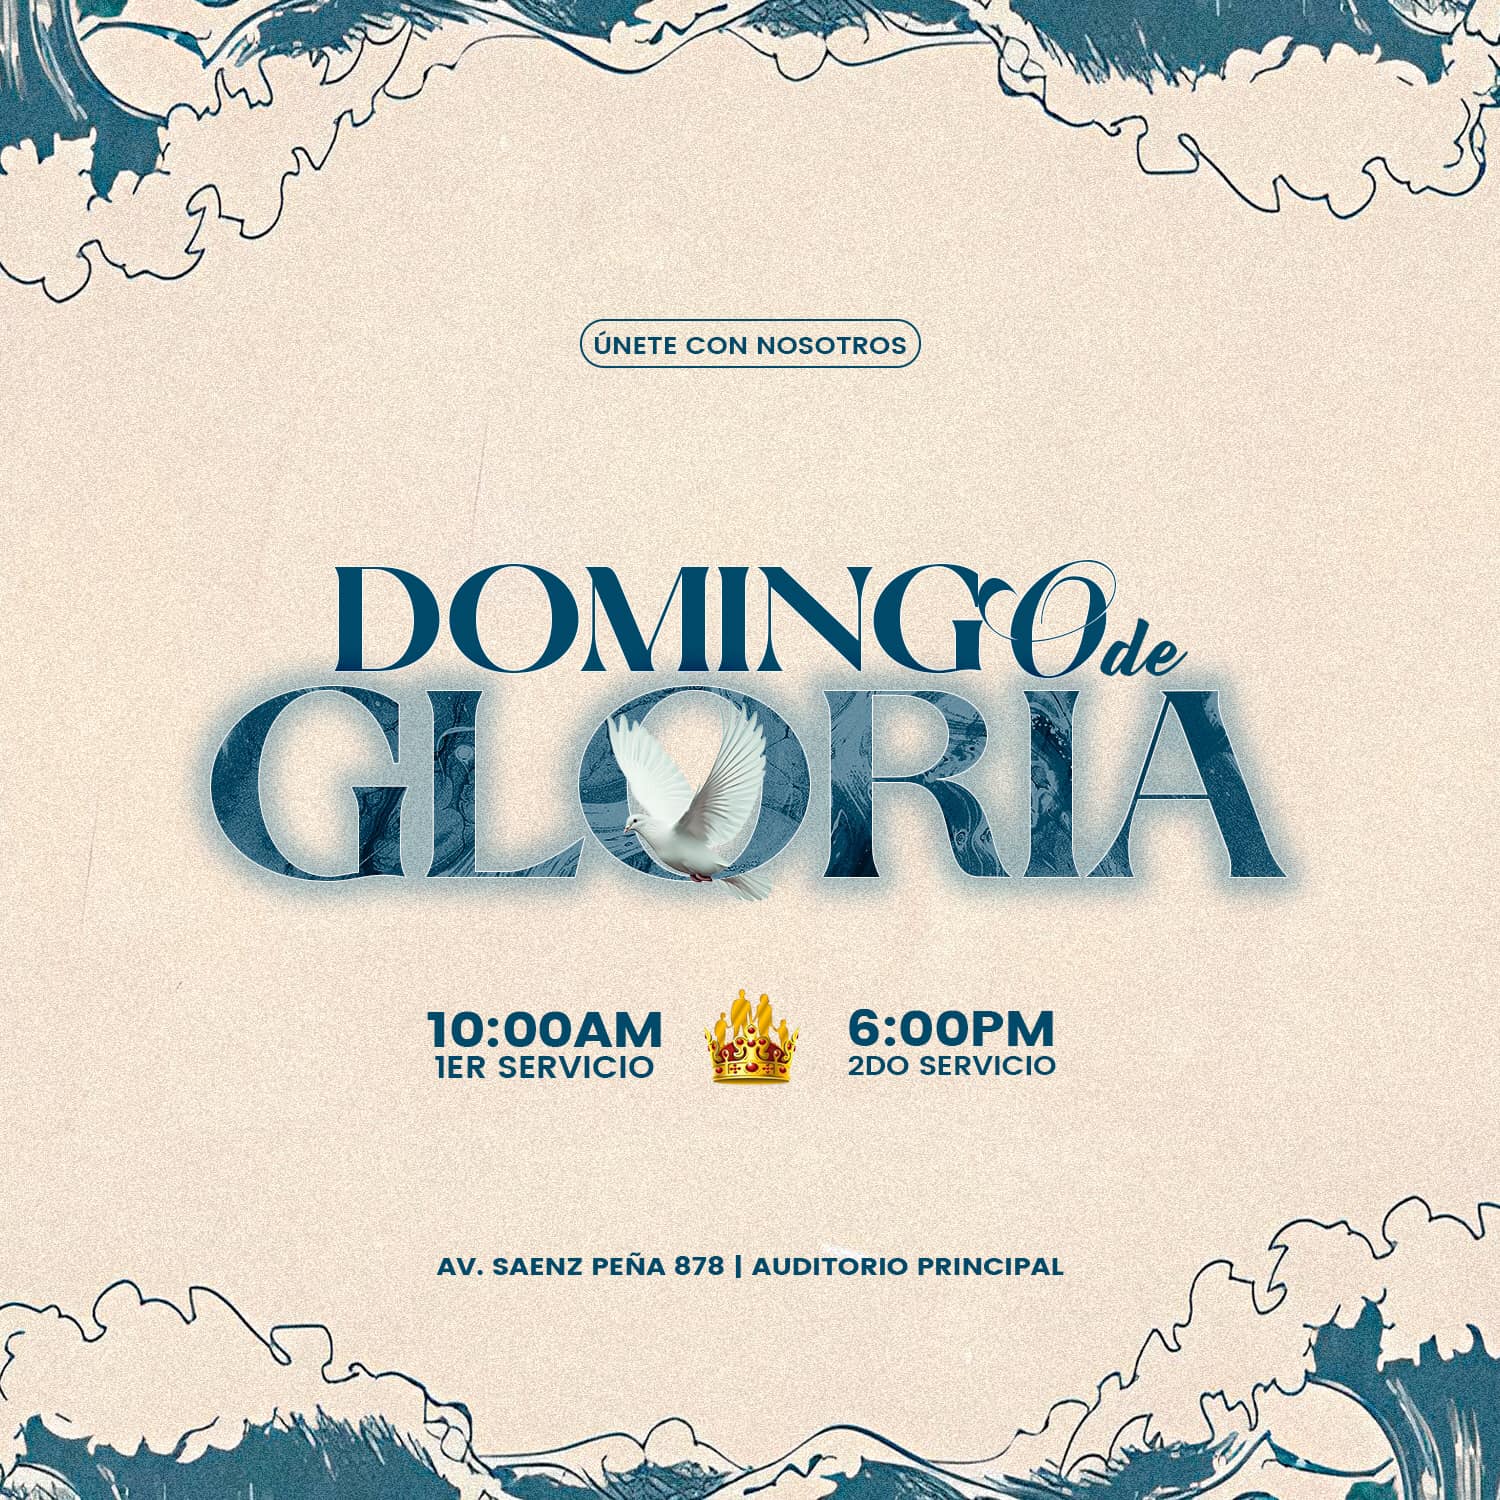 ÚNETE CON NOSOTROS
DOMINGO de
GLORIA
10:00AM
1ER SERVICIO
6:00PM
2DO SERVICIO
AV. SAENZ PEÑA 878 | AUDITORIO PRINCIPAL